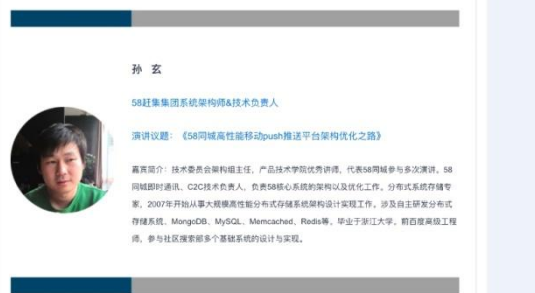 孙 玄
58赶集集团系统架构师&技术负责人
演讲议题：《58同城高性能移动push推送平台架构优化之路》
嘉宾简介：技术委员会架构组主任，产品技术学院优秀讲师，代表58同城参与多次演讲。58
同城即时通讯、C2C技术负责人，负责58核心系统的架构以及优化工作。分布式系统存储专
家，2007年开始从事大规模高性能分布式存储系统架构设计实现工作。涉及自主研发分布式
存储系统、MongoDB、MySQL、Memcached、Redis等，毕业于浙江大学，前百度高级工程
师，参与社区搜索部多个基础系统的设计与实现。